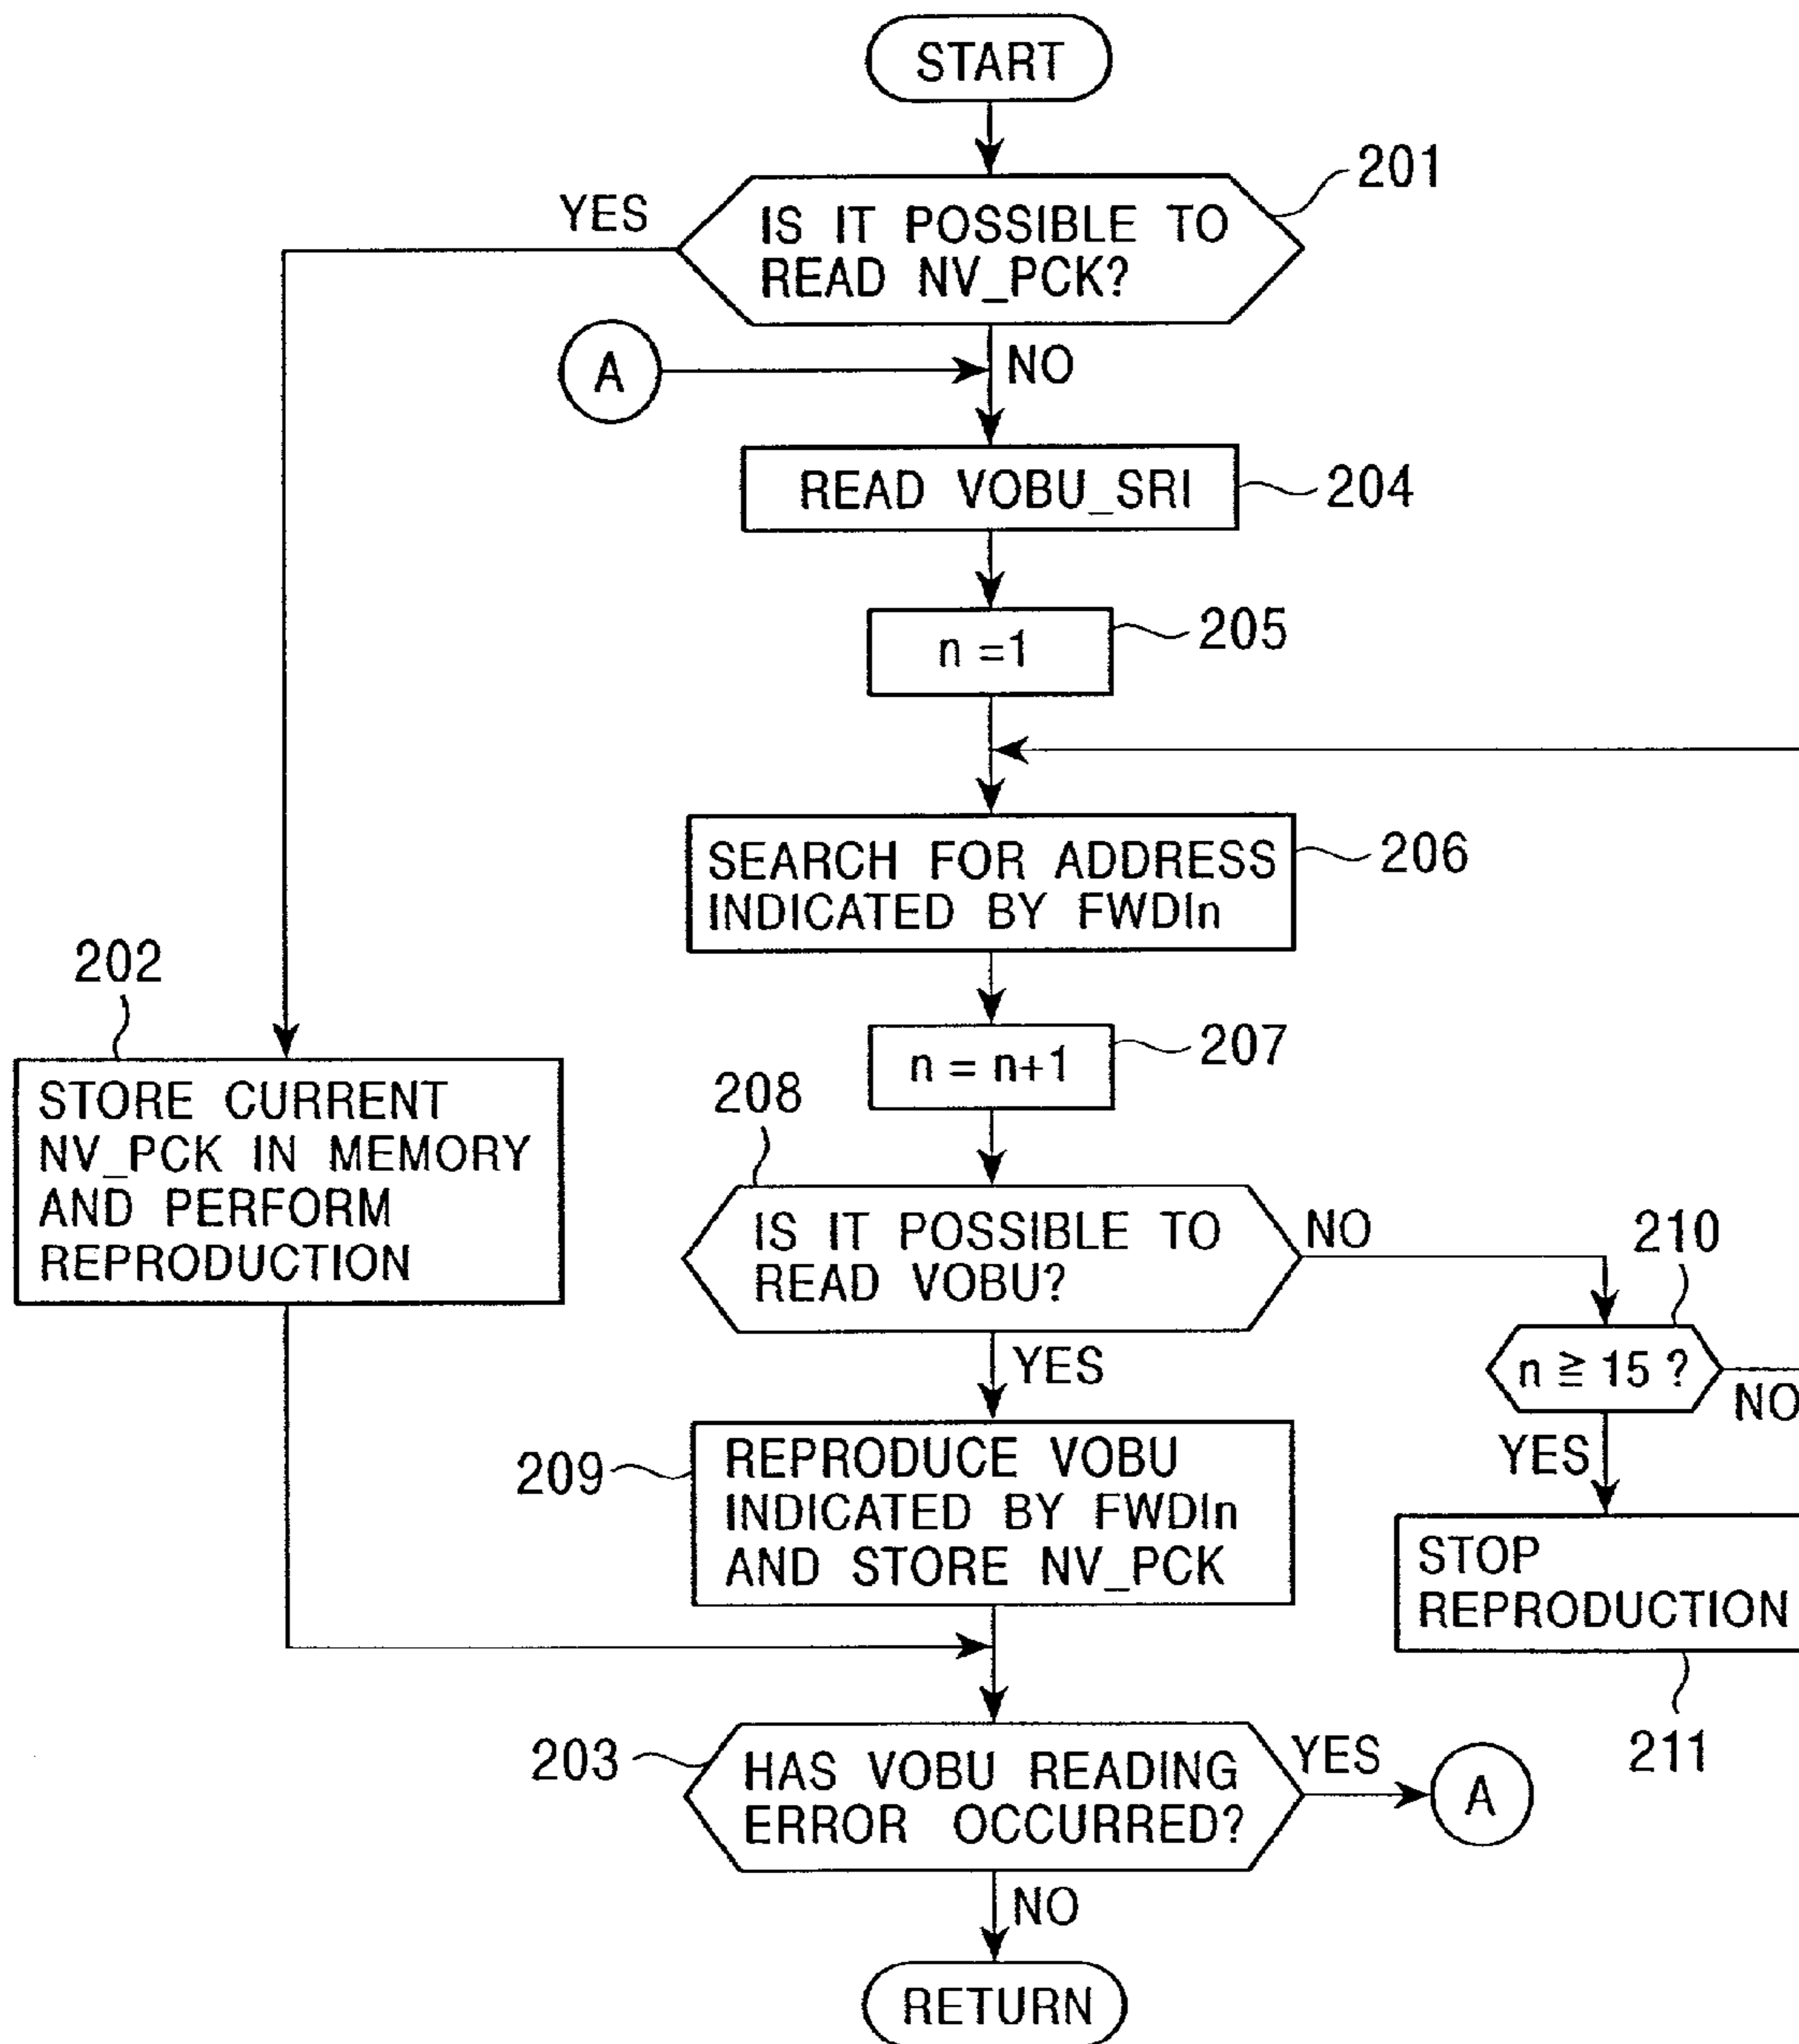 START
201
YES
IS IT POSSIBLE TO
READ NV_PCK?
A
NO
READ VOBU_SRI
204
n =1
205
SEARCH FOR ADDRESS
INDICATED BY FWDIn
206
202
n = n+1
207
STORE CURRENT
NV_PCK IN MEMORY
AND PERFORM
REPRODUCTION
208
IS IT POSSIBLE TO
READ VOBU?
NO
210
YES
n ≧ 15 ?
NO
YES
209
REPRODUCE VOBU
INDICATED BY FWDIn
AND STORE NV_PCK
STOP
REPRODUCTION
211
203
HAS VOBU READING
ERROR OCCURRED?
YES
A
NO
RETURN